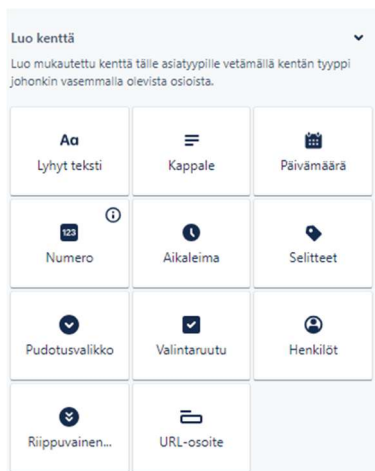 Luo kenttä
Luo mukautettu kenttä tälle asiatyypille vetämällä kentän tyyppi
johonkin vasemmalla olevista osioista.
Aa
Lyhyt teksti
Kappale
Päivämäärä
123
Numero
Aikaleima
Selitteet
Pudotusvalikko
Valintaruutu
Henkilöt
Riippuvainen...
URL-osoite